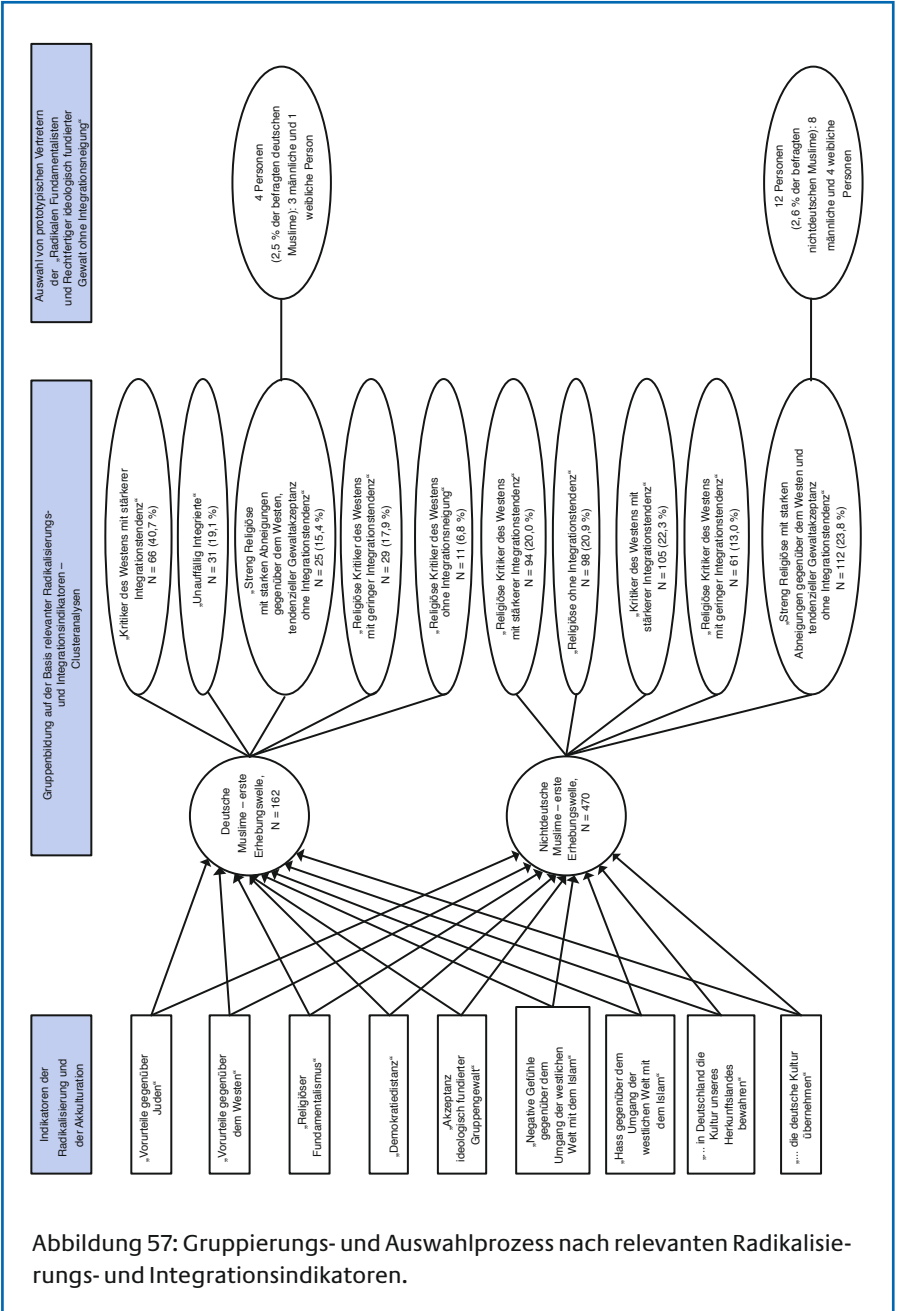 Indikatoren der
Radikalisierung und
der Akkulturation
„Vorurteile gegenüber
Juden“
„Vorurteile gegenüber
dem Westen“
„Religiöser
Fundamentalismus“
„Demokratiedistanz“
„Akzeptanz
ideologisch fundierter
Gruppengewalt“
„Negative Gefühle
gegenüber dem
Umgang der westlichen
Welt mit dem Islam“
„Hass gegenüber dem
Umgang der
westlichen Welt mit
dem Islam“
„... in Deutschland die
Kultur unseres
Herkunftslandes
bewahren“
„... die deutsche Kultur
übernehmen“
Gruppenbildung auf der Basis relevanter Radikalisierungs-
und Integrationsindikatoren –
Clusteranalysen
Deutsche
Muslime – erste
Erhebungswelle,
N = 162
Nichtdeutsche
Muslime – erste
Erhebungswelle,
N = 470
„Kritiker des Westens mit stärkerer
Integrationstendenz“
N = 66 (40,7 %)
„Unauffällig Integrierte“
N = 31 (19,1 %)
„Streng Religiöse
mit starken Abneigungen
gegenüber dem Westen,
tendenzieller Gewaltakzeptanz
ohne Integrationstendenz“
N = 25 (15,4 %)
„Religiöse Kritiker des Westens
mit geringer Integrationstendenz“
N = 29 (17,9 %)
„Religiöse Kritiker des Westens
ohne Integrationsneigung“
N = 11 (6,8 %)
„Religiöse Kritiker des Westens
mit stärkerer Integrationstendenz“
N = 94 (20,0 %)
„Religiöse ohne Integrationstendenz“
N = 98 (20,9 %)
„Kritiker des Westens mit
stärkerer Integrationstendenz“
N = 105 (22,3 %)
„Religiöse Kritiker des Westens
mit geringer Integrationstendenz“
N = 61 (13,0 %)
„Streng Religiöse mit starken
Abneigungen gegenüber dem Westen und
tendenzieller Gewaltakzeptanz
ohne Integrationstendenz“
N = 112 (23,8 %)
Auswahl von prototypischen Vertretern
der „Radikalen Fundamentalisten
und Rechtfertiger ideologisch fundierter
Gewalt ohne Integrationsneigung“
4 Personen
(2,5 % der befragten deutschen
Muslime): 3 männliche und 1
weibliche Person
12 Personen
(2,6 % der befragten
nichtdeutschen Muslime): 8
männliche und 4 weibliche
Personen
Abbildung 57: Gruppierungs- und Auswahlprozess nach relevanten Radikalisie-
rungs- und Integrationsindikatoren.